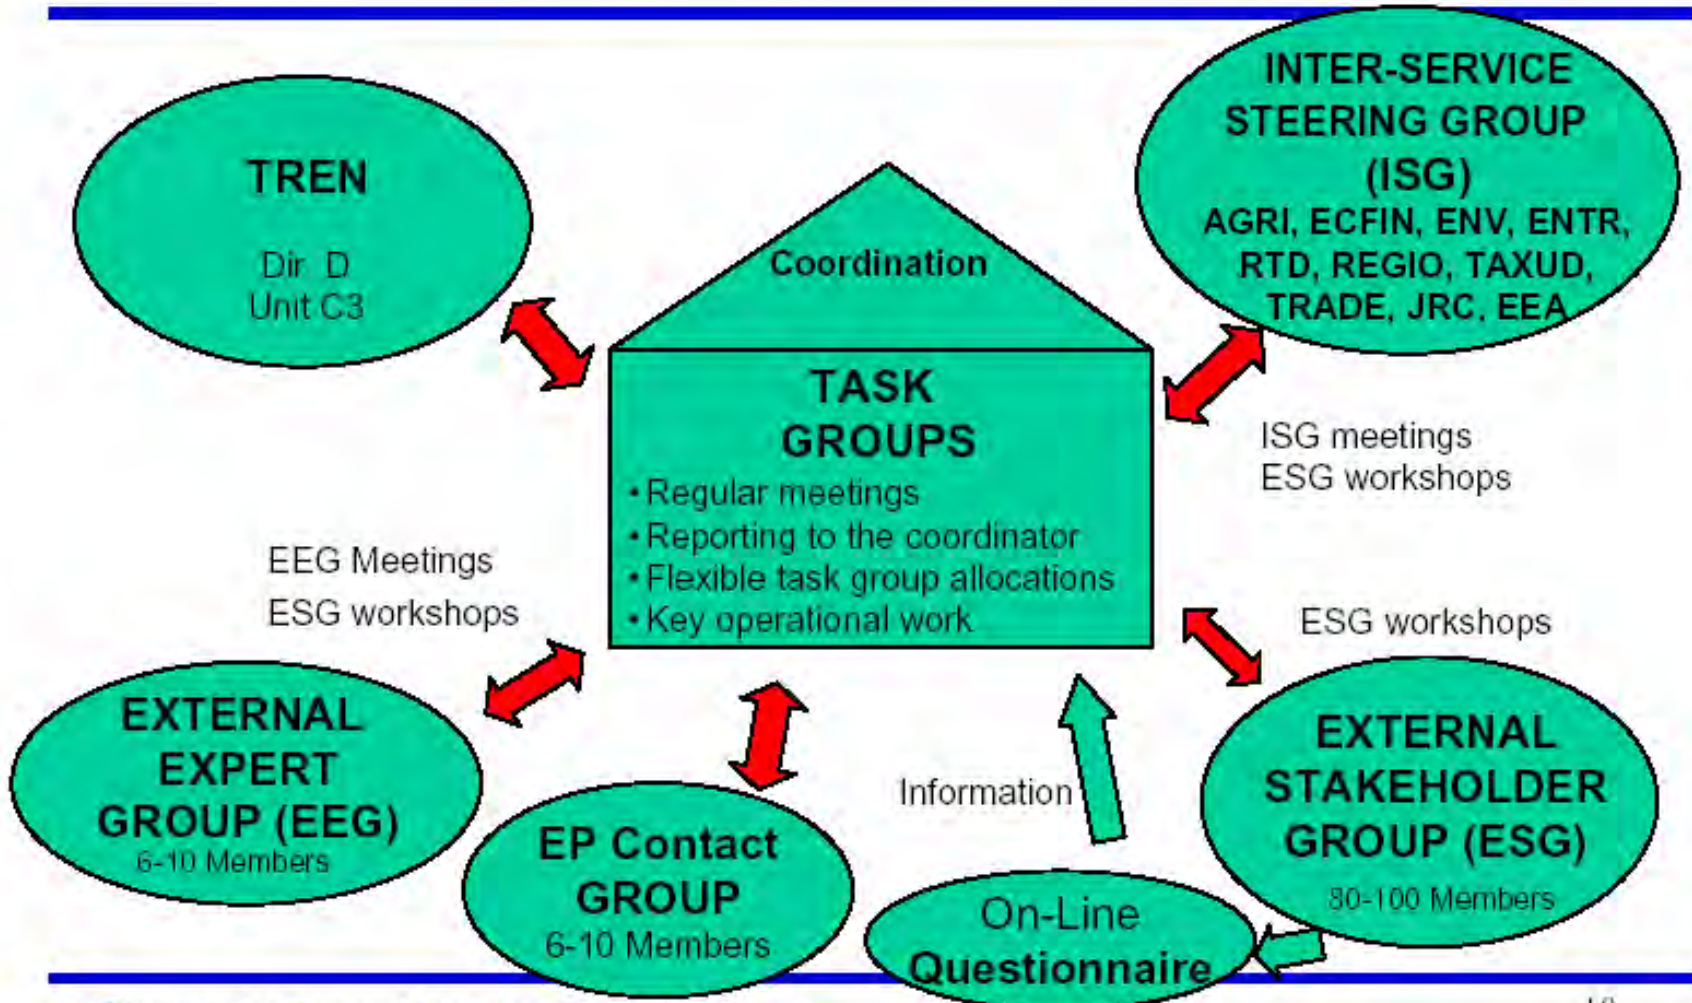 TREN
Dir D
Unit C3
INTER-SERVICE
STEERING GROUP
(ISG)
AGRI, ECFIN, ENV, ENTR,
RTD, REGIO, TAXUD,
TRADE, JRC, EEA
Coordination
TASK
GROUPS
• Regular meetings
• Reporting to the coordinator
• Flexible task group allocations
• Key operational work
ISG meetings
ESG workshops
EEG Meetings
ESG workshops
ESG workshops
EXTERNAL
EXPERT
GROUP (EEG)
6-10 Members
EP Contact
GROUP
6-10 Members
Information
On-Line
Questionnaire
EXTERNAL
STAKEHOLDER
GROUP (ESG)
80-100 Members